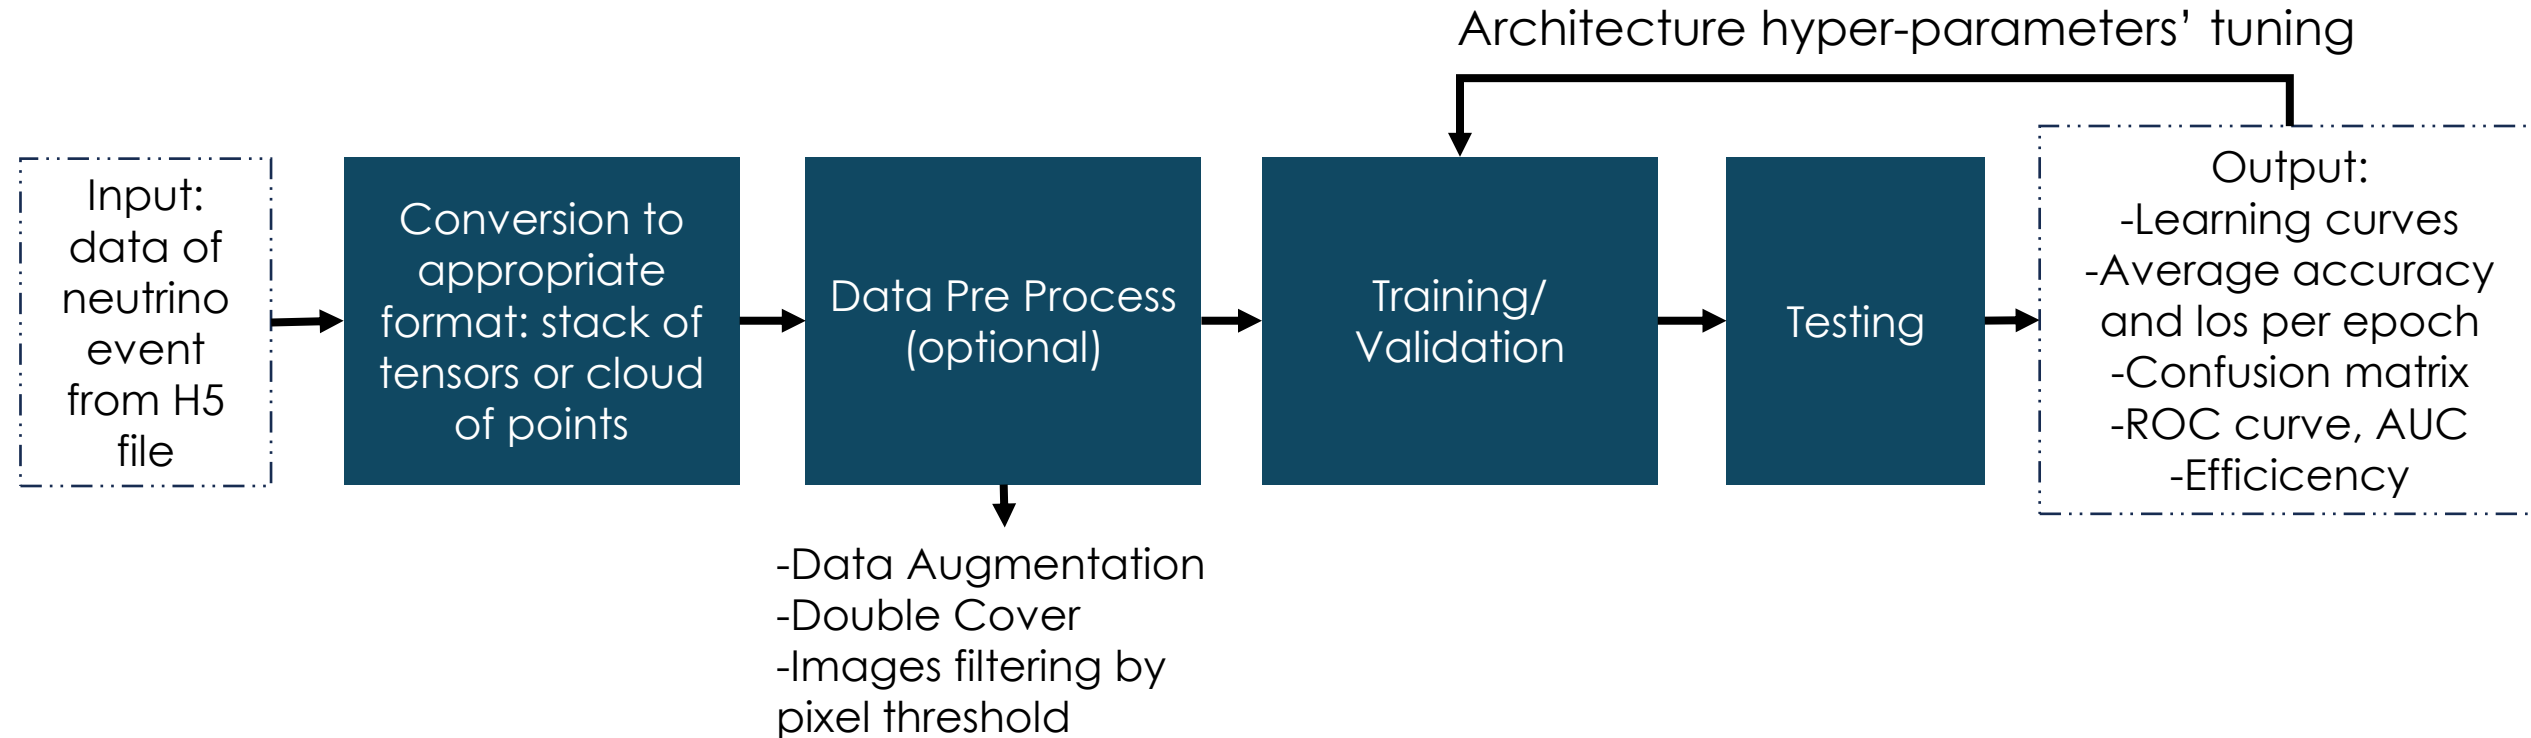 Architecture hyper-parameters’ tuning
Input:
data of
neutrino
event
from H5
file
Conversion to
appropriate
format: stack of
tensors or cloud
of points
Data Pre Process
(optional)
Training/
Validation
Testing
Output:
-Learning curves
-Average accuracy
and los per epoch
-Confusion matrix
-ROC curve, AUC
-Efficicency
-Data Augmentation
-Double Cover
-Images filtering by
pixel threshold